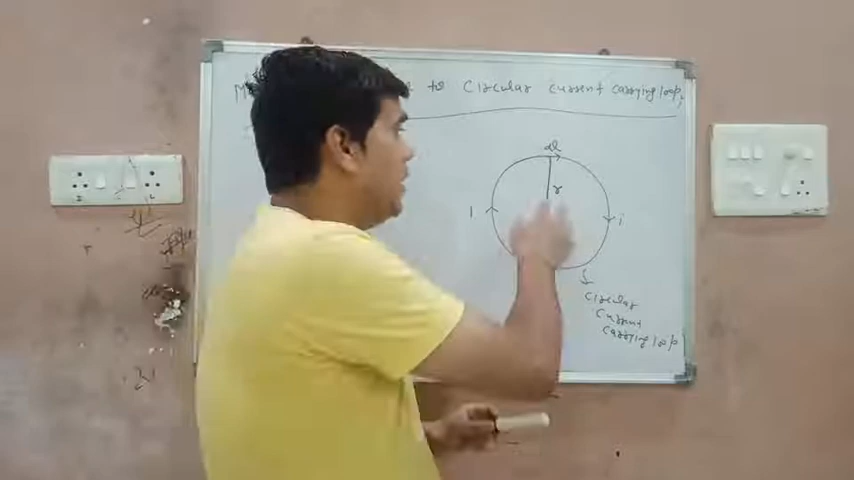 to Circular current carrying loop;
dl
r
i
i
Circular
current
carrying loop